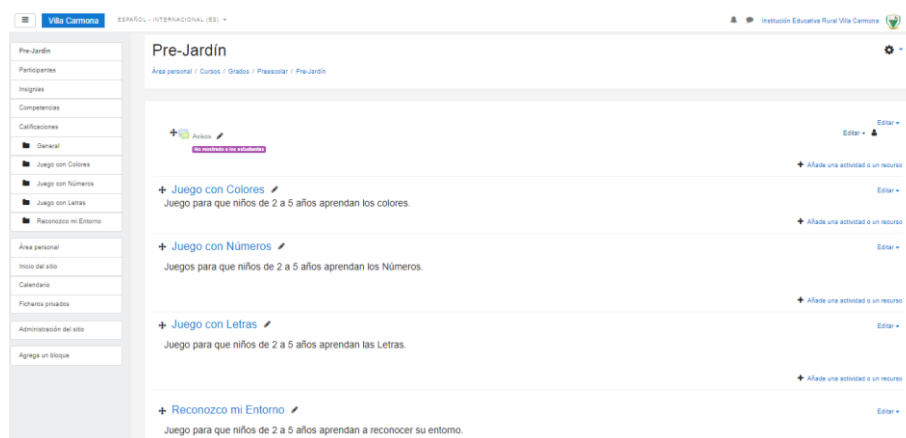 Villa Carmona
ESPAÑOL - INTERNACIONAL (ES)
Institución Educativa Rural Villa Carmona
Pre-Jardín
Participantes
Insignias
Competencias
Calificaciones
General
Juego con Colores
Juego con Números
Juego con Letras
Reconozco mi Entorno
Área personal
Inicio del sitio
Calendario
Ficheros privados
Administración del sitio
Agrega un bloque
Pre-Jardín
Área personal / Cursos / Grados / Preescolar / Pre-Jardín
Editar
Avisos
Editar
No mostrado a los estudiantes
Añade una actividad o un recurso
Juego con Colores
Editar
Juego para que niños de 2 a 5 años aprendan los colores.
Añade una actividad o un recurso
Juego con Números
Editar
Juegos para que niños de 2 a 5 años aprendan los Números.
Añade una actividad o un recurso
Juego con Letras
Editar
Juego para que niños de 2 a 5 años aprendan las Letras.
Añade una actividad o un recurso
Reconozco mi Entorno
Editar
Juego para que niños de 2 a 5 años aprendan a reconocer su entorno.